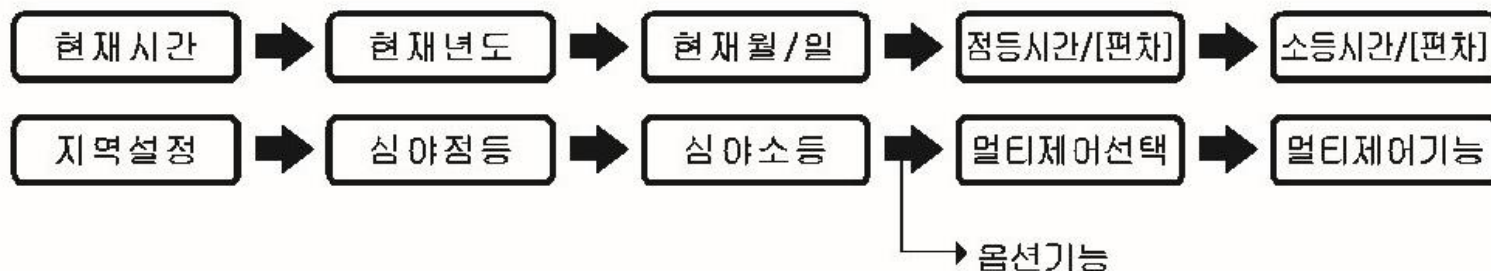 현재시간 현재년도 현재월/일 점등시간/[편차] 소등시간/[편차]
지역설정 심야점등 심야소등 멀티제어선택 멀티제어기능
옵션기능